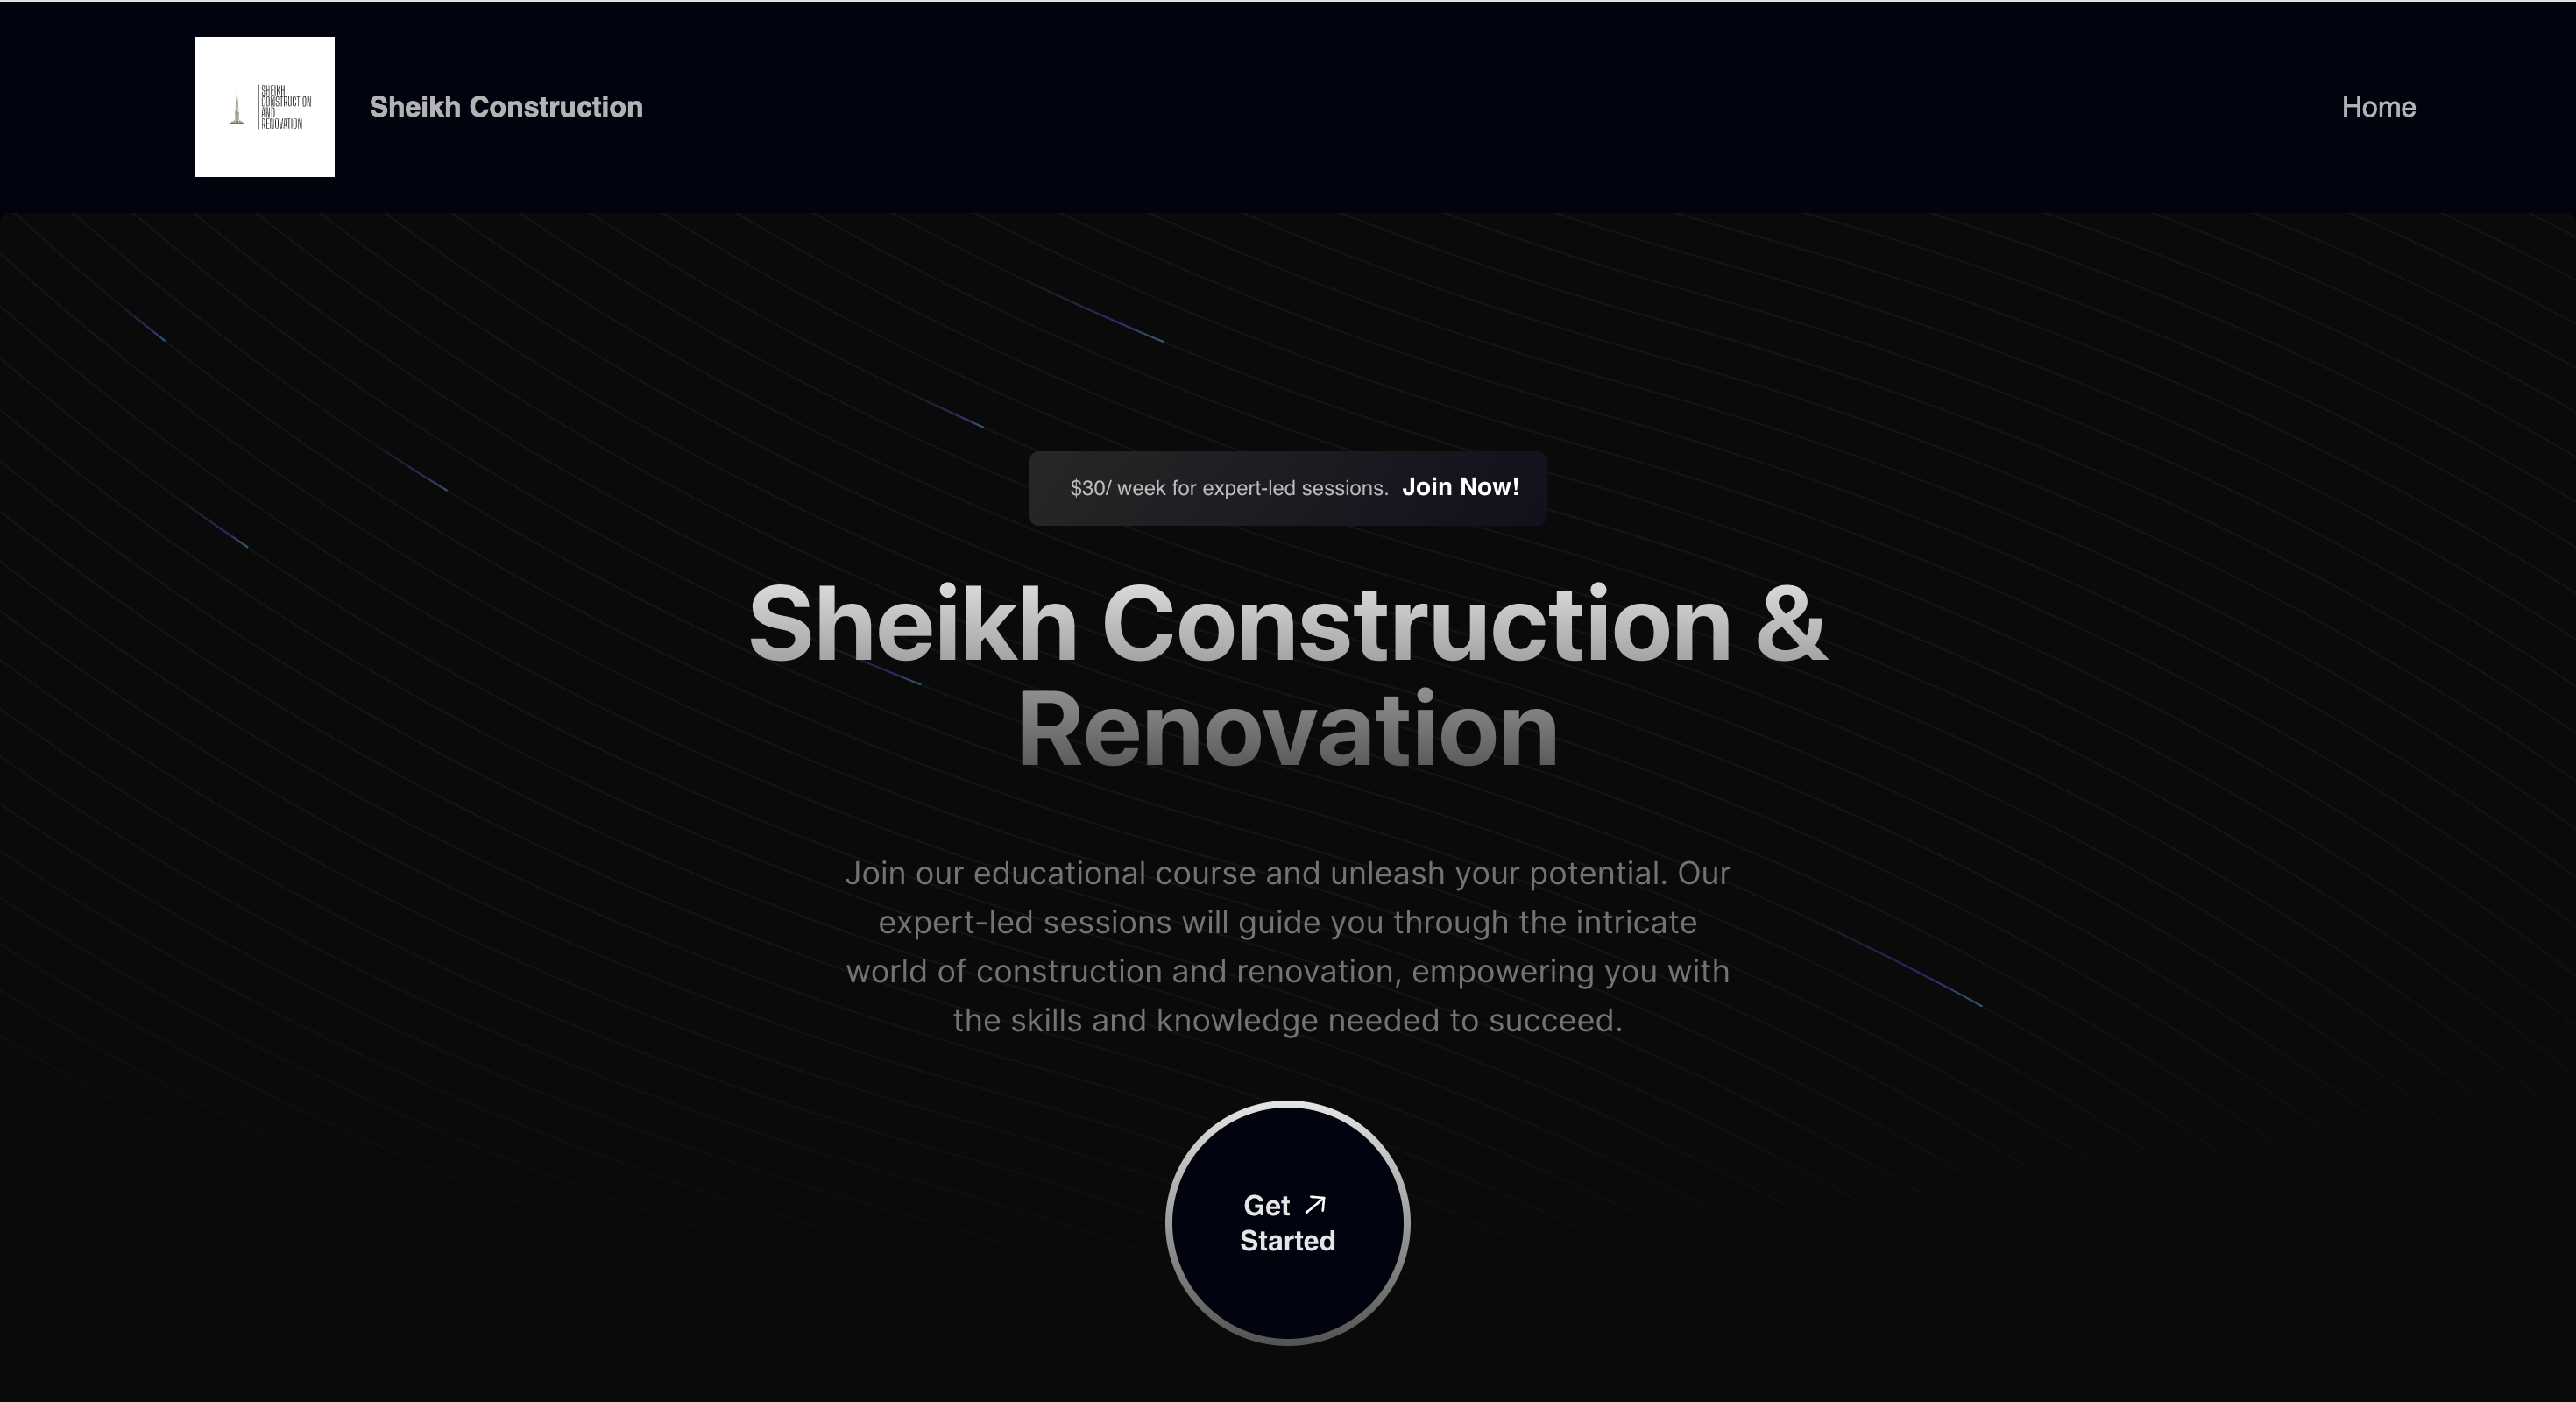 SHEIKH
CONSTRUCTION
AND
RENOVATION
Sheikh Construction
Home
$30/ week for expert-led sessions. Join Now!
Sheikh Construction &
Renovation
Join our educational course and unleash your potential. Our
expert-led sessions will guide you through the intricate
world of construction and renovation, empowering you with
the skills and knowledge needed to succeed.
Get
Started